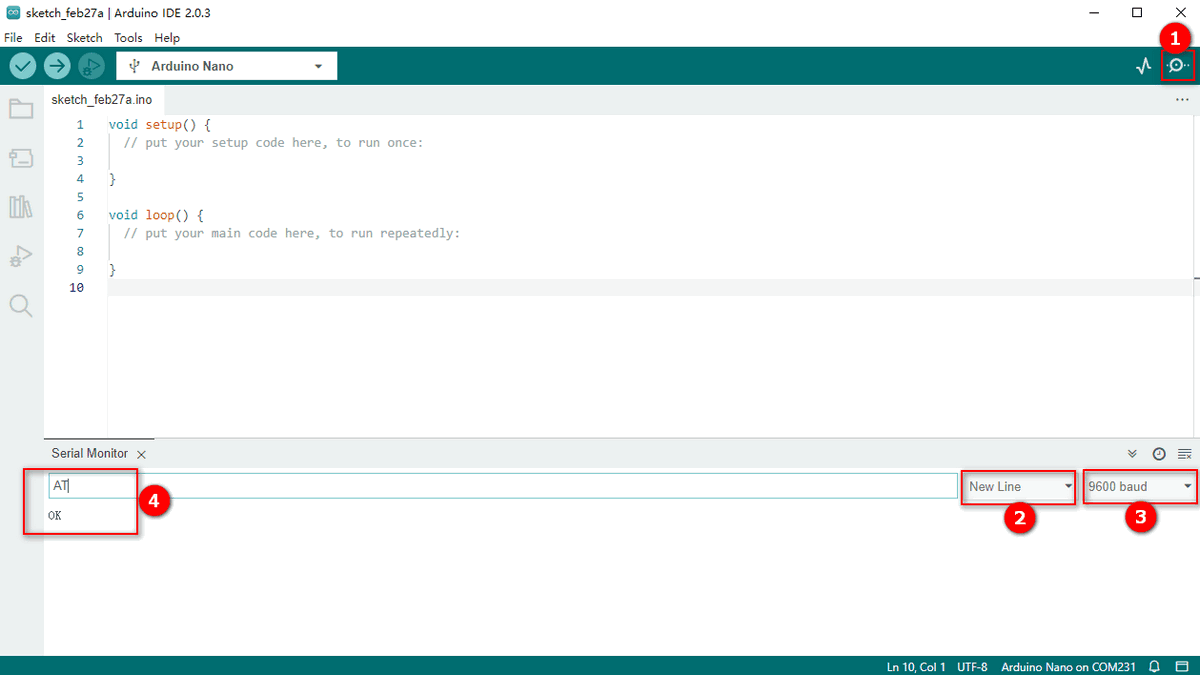 sketch_feb27a | Arduino IDE 2.0.3
File Edit Sketch Tools Help
1
Arduino Nano
sketch_feb27a.ino
1 void setup() {
2 // put your setup code here, to run once:
3
4 }
5
6 void loop() {
7 // put your main code here, to run repeatedly:
8
9 }
10
Serial Monitor
AT
New Line
9600 baud
4
OK
2
3
Ln 10, Col 1 UTF-8 Arduino Nano on COM231